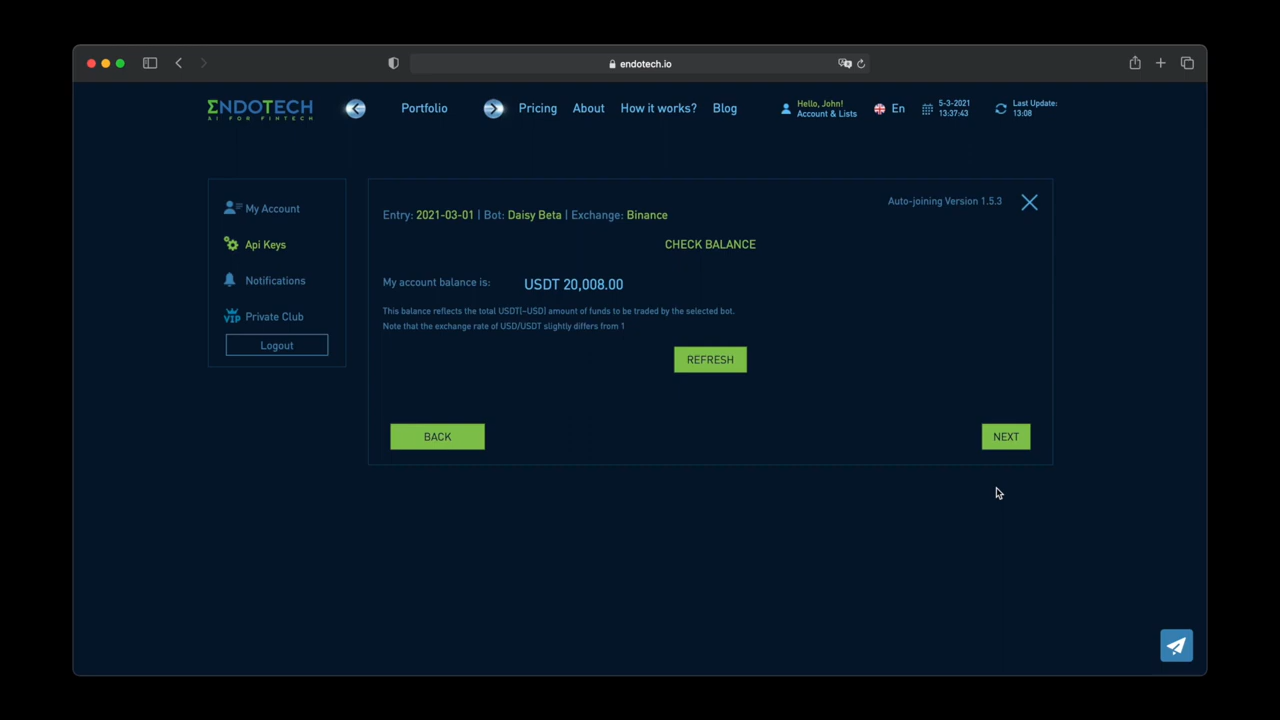 endotech.io
ENDOTECH
AI FOR FINTECH
Portfolio
Pricing
About
How it works?
Blog
Hello, John!
Account & Lists
En
5-3-2021
13:37:43
Last Update:
13:08
My Account
Api Keys
Notifications
VIP Private Club
Logout
Auto-joining Version 1.5.3
Entry: 2021-03-01 | Bot: Daisy Beta | Exchange: Binance
CHECK BALANCE
My account balance is: USDT 20,008.00
This balance reflects the total USDT(~USD) amount of funds to be traded by the selected bot.
Note that the exchange rate of USD/USDT slightly differs from 1
REFRESH
BACK
NEXT